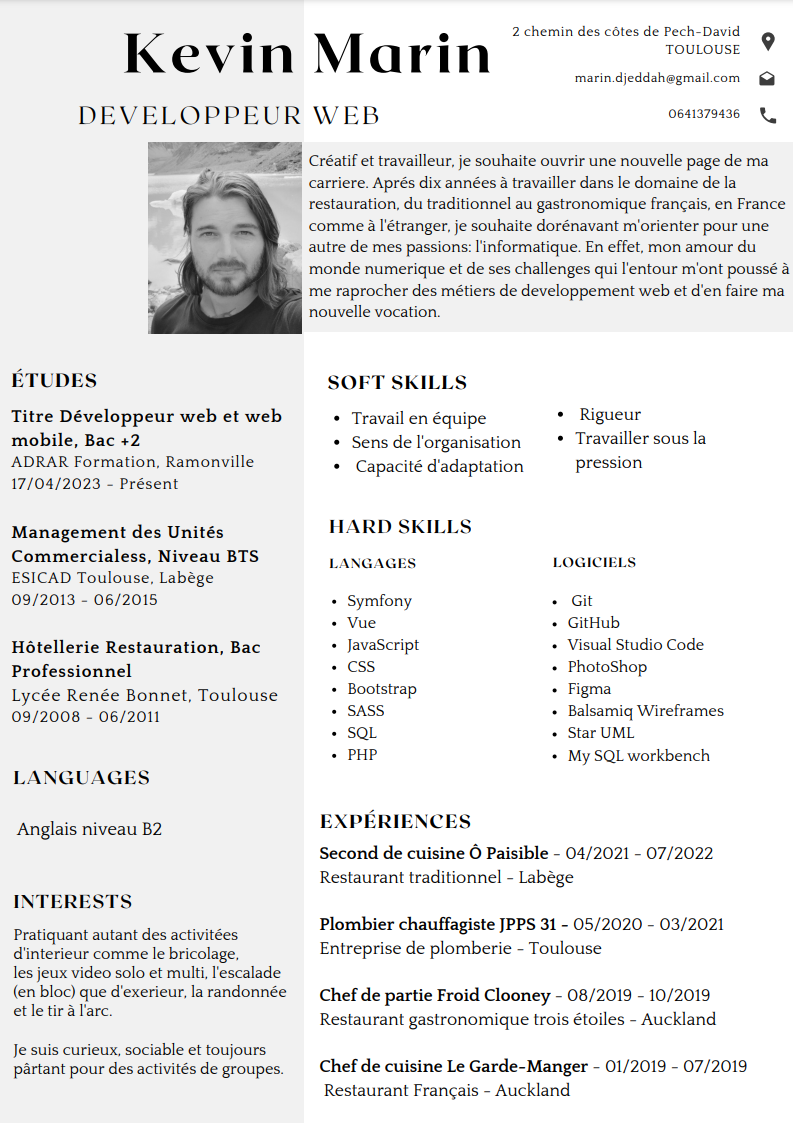 Kevin Marin
DEVELOPPEUR WEB
2 chemin des côtes de Pech-David
TOULOUSE
marin.djeddah@gmail.com
0641379436
Créatif et travailleur, je souhaite ouvrir une nouvelle page de ma
carriere. Aprés dix années à travailler dans le domaine de la
restauration, du traditionnel au gastronomique français, en France
comme à l'étranger, je souhaite dorénavant m'orienter pour une
autre de mes passions: l'informatique. En effet, mon amour du
monde numerique et de ses challenges qui l'entour m'ont poussé à
me raprocher des métiers de developpement web et d'en faire ma
nouvelle vocation.
ÉTUDES
Titre Développeur web et web
mobile, Bac +2
ADRAR Formation, Ramonville
17/04/2023 - Présent
Management des Unités
Commercialess, Niveau BTS
ESICAD Toulouse, Labège
09/2013 - 06/2015
Hôtellerie Restauration, Bac
Professionnel
Lycée Renée Bonnet, Toulouse
09/2008 - 06/2011
LANGUAGES
Anglais niveau B2
INTERESTS
Pratiquant autant des activitées
d'interieur comme le bricolage,
les jeux video solo et multi, l'escalade
(en bloc) que d'exerieur, la randonnée
et le tir à l'arc.
Je suis curieux, sociable et toujours
pârtant pour des activités de groupes.
SOFT SKILLS
• Travail en équipe
• Sens de l'organisation
• Capacité d'adaptation
• Rigueur
• Travailler sous la
pression
HARD SKILLS
LANGAGES
• Symfony
• Vue
• JavaScript
• CSS
• Bootstrap
• SASS
• SQL
• PHP
LOGICIELS
• Git
• GitHub
• Visual Studio Code
• PhotoShop
• Figma
• Balsamiq Wireframes
• Star UML
• My SQL workbench
EXPÉRIENCES
Second de cuisine Ô Paisible - 04/2021 - 07/2022
Restaurant traditionnel - Labège
Plombier chauffagiste JPPS 31 - 05/2020 - 03/2021
Entreprise de plomberie - Toulouse
Chef de partie Froid Clooney - 08/2019 - 10/2019
Restaurant gastronomique trois étoiles - Auckland
Chef de cuisine Le Garde-Manger - 01/2019 - 07/2019
Restaurant Français - Auckland